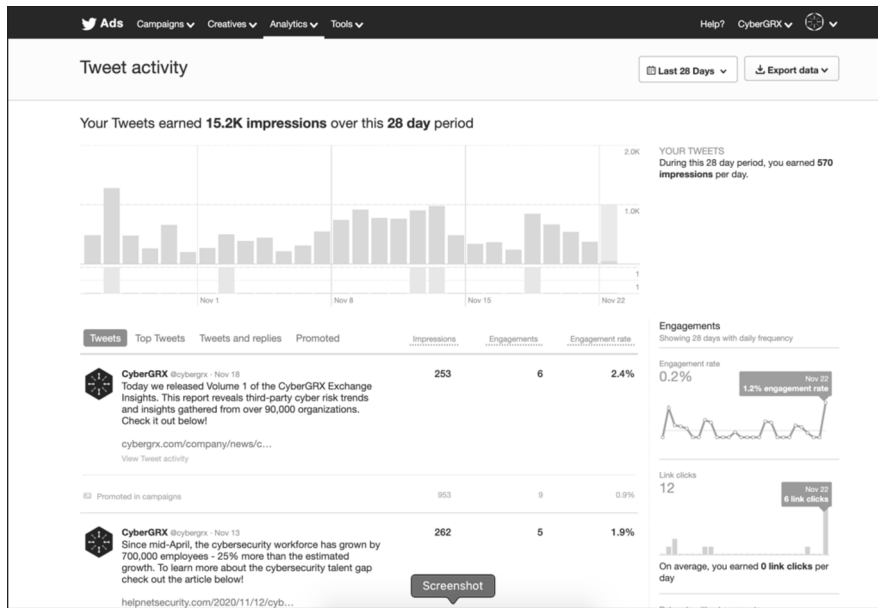 Ads Campaigns Creatives Analytics Tools Help? CyberGRX
Tweet activity
Last 28 Days Export data
Your Tweets earned 15.2K impressions over this 28 day period
2.0K
1.0K
1
1
Nov 1 Nov 8 Nov 15 Nov 22
YOUR TWEETS
During this 28 day period, you earned 570
impressions per day.
Tweets Top Tweets Tweets and replies Promoted Impressions Engagements Engagement rate
CyberGRX @cybergrx · Nov 18 253 6 2.4%
Today we released Volume 1 of the CyberGRX Exchange
Insights. This report reveals third-party cyber risk trends
and insights gathered from over 90,000 organizations.
Check it out below!
cybergrx.com/company/news/c...
View Tweet activity
Promoted in campaigns 953 9 0.9%
CyberGRX @cybergrx · Nov 13 262 5 1.9%
Since mid-April, the cybersecurity workforce has grown by
700,000 employees - 25% more than the estimated
growth. To learn more about the cybersecurity talent gap
check out the article below!
helpnetsecurity.com/2020/11/12/cyb...
Engagements
Showing 28 days with daily frequency
Engagement rate
0.2%
Nov 22
1.2% engagement rate
Link clicks
12
Nov 22
6 link clicks
On average, you earned 0 link clicks per
day
Screenshot